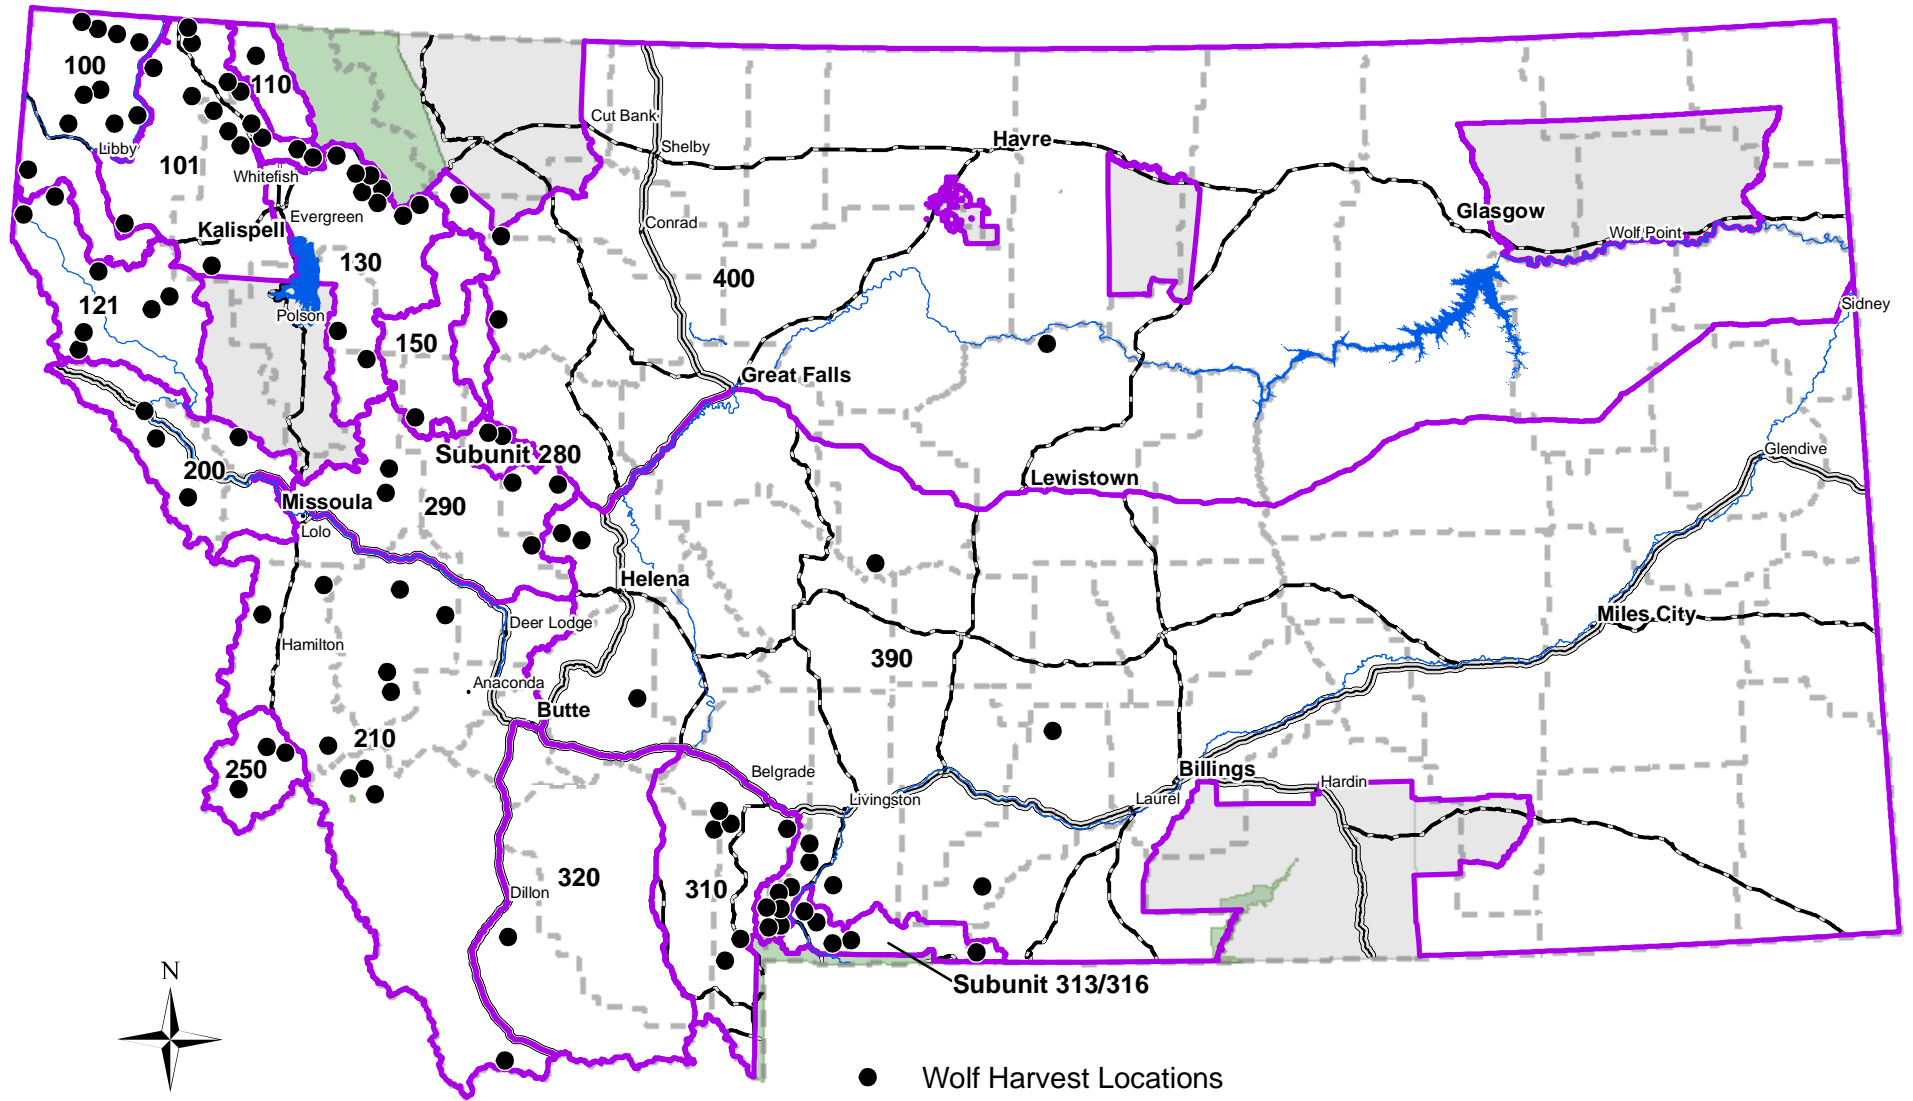 100
110
Cut Bank
Havre
Shelby
Libby
101
Whitefish
Glasgow
Evergreen
Conrad
Kalispell
Wolf Point
130
400
121
Sidney
Polson
150
Great Falls
Subunit 280
Glendive
200
Lewistown
Missoula
290
Lolo
Helena
Miles City
Deer Lodge
Hamilton
390
Anaconda
Butte
210
250
Belgrade
Billings
Hardin
Livingston
Laurel
320
310
Dillon
N
Subunit 313/316
Wolf Harvest Locations